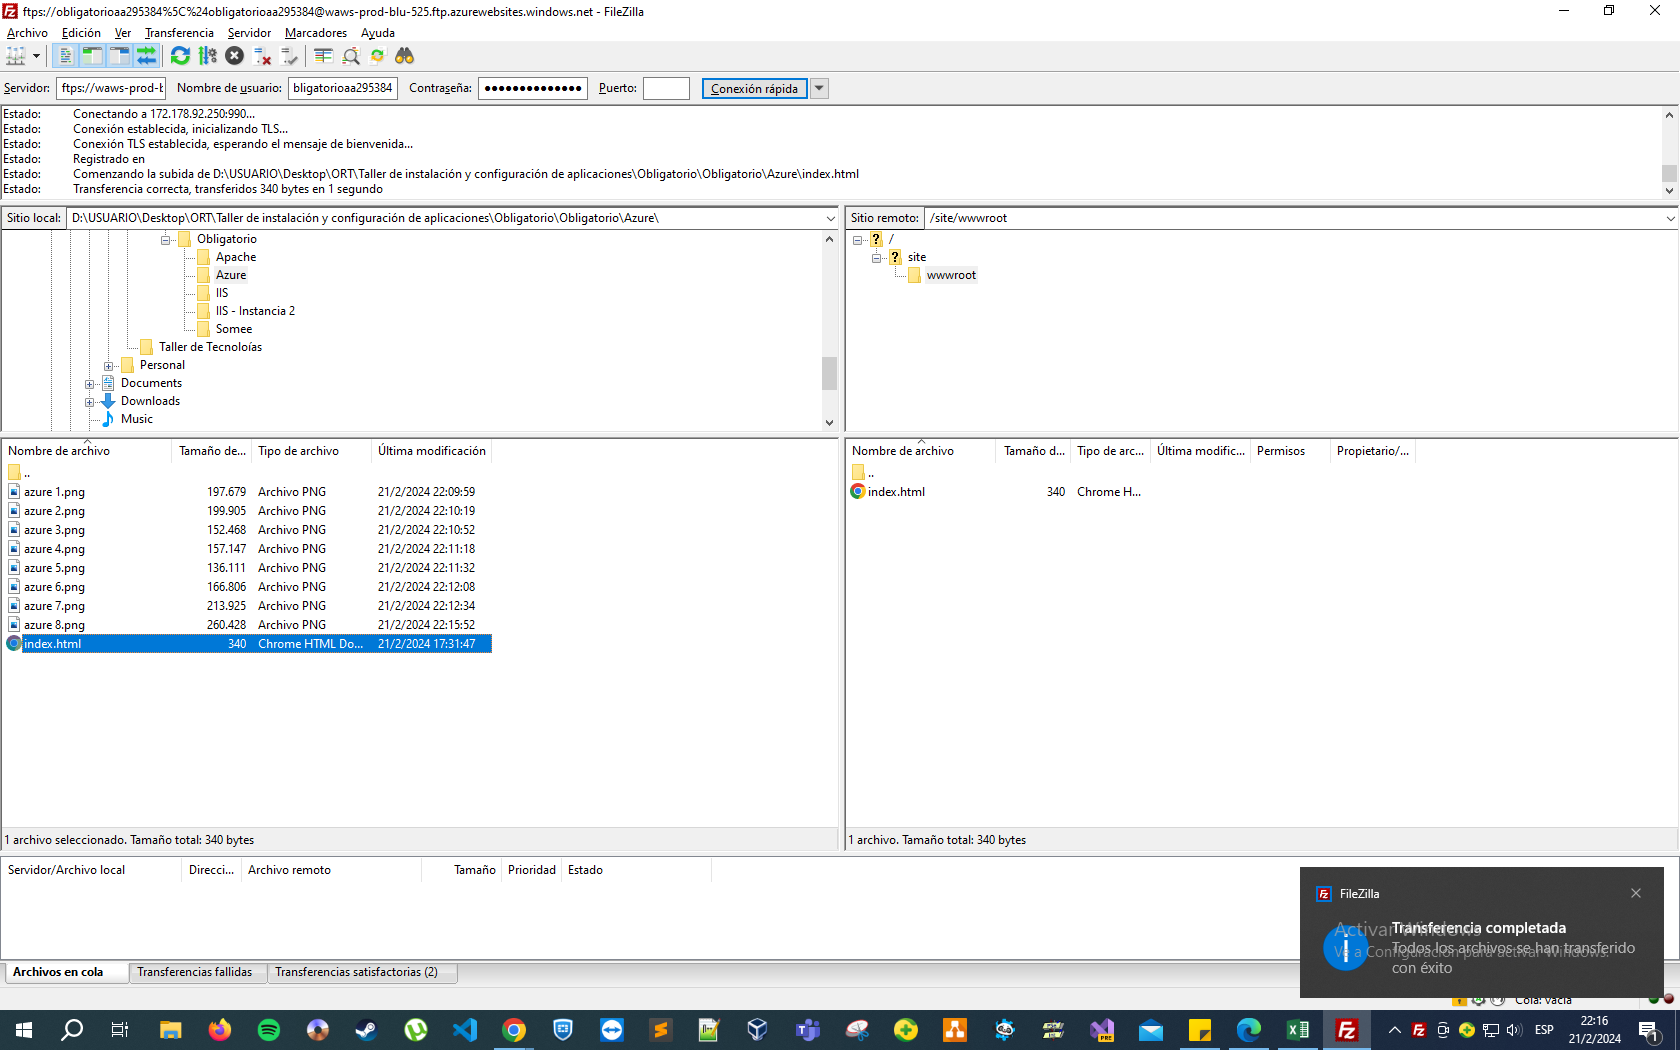 ftps://obligatorioaa295384%5C%24obligatorioaa295384@waws-prod-blu-525.ftp.azurewebsites.windows.net - FileZilla
Archivo Edición Ver Transferencia Servidor Marcadores Ayuda
Servidor: ftps://waws-prod-b Nombre de usuario: bligatorioaa295384 Contraseña: ●●●●●●●●●●●●●● Puerto: Conexión rápida
Estado: Conectando a 172.178.92.250:990...
Estado: Conexión establecida, inicializando TLS...
Estado: Conexión TLS establecida, esperando el mensaje de bienvenida...
Estado: Registrado en
Estado: Comenzando la subida de D:\USUARIO\Desktop\ORT\Taller de instalación y configuración de aplicaciones\Obligatorio\Obligatorio\Azure\index.html
Estado: Transferencia correcta, transferidos 340 bytes en 1 segundo
Sitio local: D:\USUARIO\Desktop\ORT\Taller de instalación y configuración de aplicaciones\Obligatorio\Obligatorio\Azure\
Obligatorio
Apache
Azure
IIS
IIS - Instancia 2
Somee
Taller de Tecnoloías
Personal
Documents
Downloads
Music
Sitio remoto: /site/wwwroot
/
site
wwwroot
Nombre de archivo Tamaño de... Tipo de archivo Última modificación
..
azure 1.png 197.679 Archivo PNG 21/2/2024 22:09:59
azure 2.png 199.905 Archivo PNG 21/2/2024 22:10:19
azure 3.png 152.468 Archivo PNG 21/2/2024 22:10:52
azure 4.png 157.147 Archivo PNG 21/2/2024 22:11:18
azure 5.png 136.111 Archivo PNG 21/2/2024 22:11:32
azure 6.png 166.806 Archivo PNG 21/2/2024 22:12:08
azure 7.png 213.925 Archivo PNG 21/2/2024 22:12:34
azure 8.png 260.428 Archivo PNG 21/2/2024 22:15:52
index.html 340 Chrome HTML Do... 21/2/2024 17:31:47
1 archivo seleccionado. Tamaño total: 340 bytes
Nombre de archivo Tamaño d... Tipo de arc... Última modific... Permisos Propietario/...
..
index.html 340 Chrome H...
1 archivo. Tamaño total: 340 bytes
Servidor/Archivo local Direcci... Archivo remoto Tamaño Prioridad Estado
Archivos en cola Transferencias fallidas Transferencias satisfactorias (2)
FileZilla
Transferencia completada
Todos los archivos se han transferido
con éxito
Activar Windows
Ve a Configuración para activar Windows.
Cola: vacía
ESP
22:16
21/2/2024
1
PRE